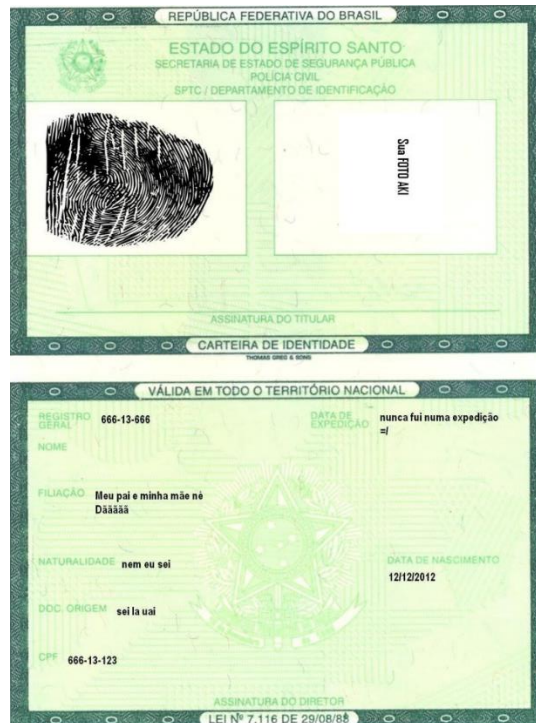 REPÚBLICA FEDERATIVA DO BRASIL
ESTADO DO ESPÍRITO SANTO
SECRETARIA DE ESTADO DE SEGURANÇA PÚBLICA
POLÍCIA CIVIL
SPTC / DEPARTAMENTO DE IDENTIFICAÇÃO
Sua FOTO AKI
ASSINATURA DO TITULAR
CARTEIRA DE IDENTIDADE
THOMAS GREG & SONS
VÁLIDA EM TODO O TERRITÓRIO NACIONAL
REGISTRO GERAL 666-13-666
DATA DE EXPEDIÇÃO nunca fui numa expedição =/
NOME
FILIAÇÃO Meu pai e minha mãe né
Dãããããã
NATURALIDADE nem eu sei
DATA DE NASCIMENTO
12/12/2012
DOC. ORIGEM sei la uai
CPF 666-13-123
ASSINATURA DO DIRETOR
LEI Nº 7.116 DE 29/08/83